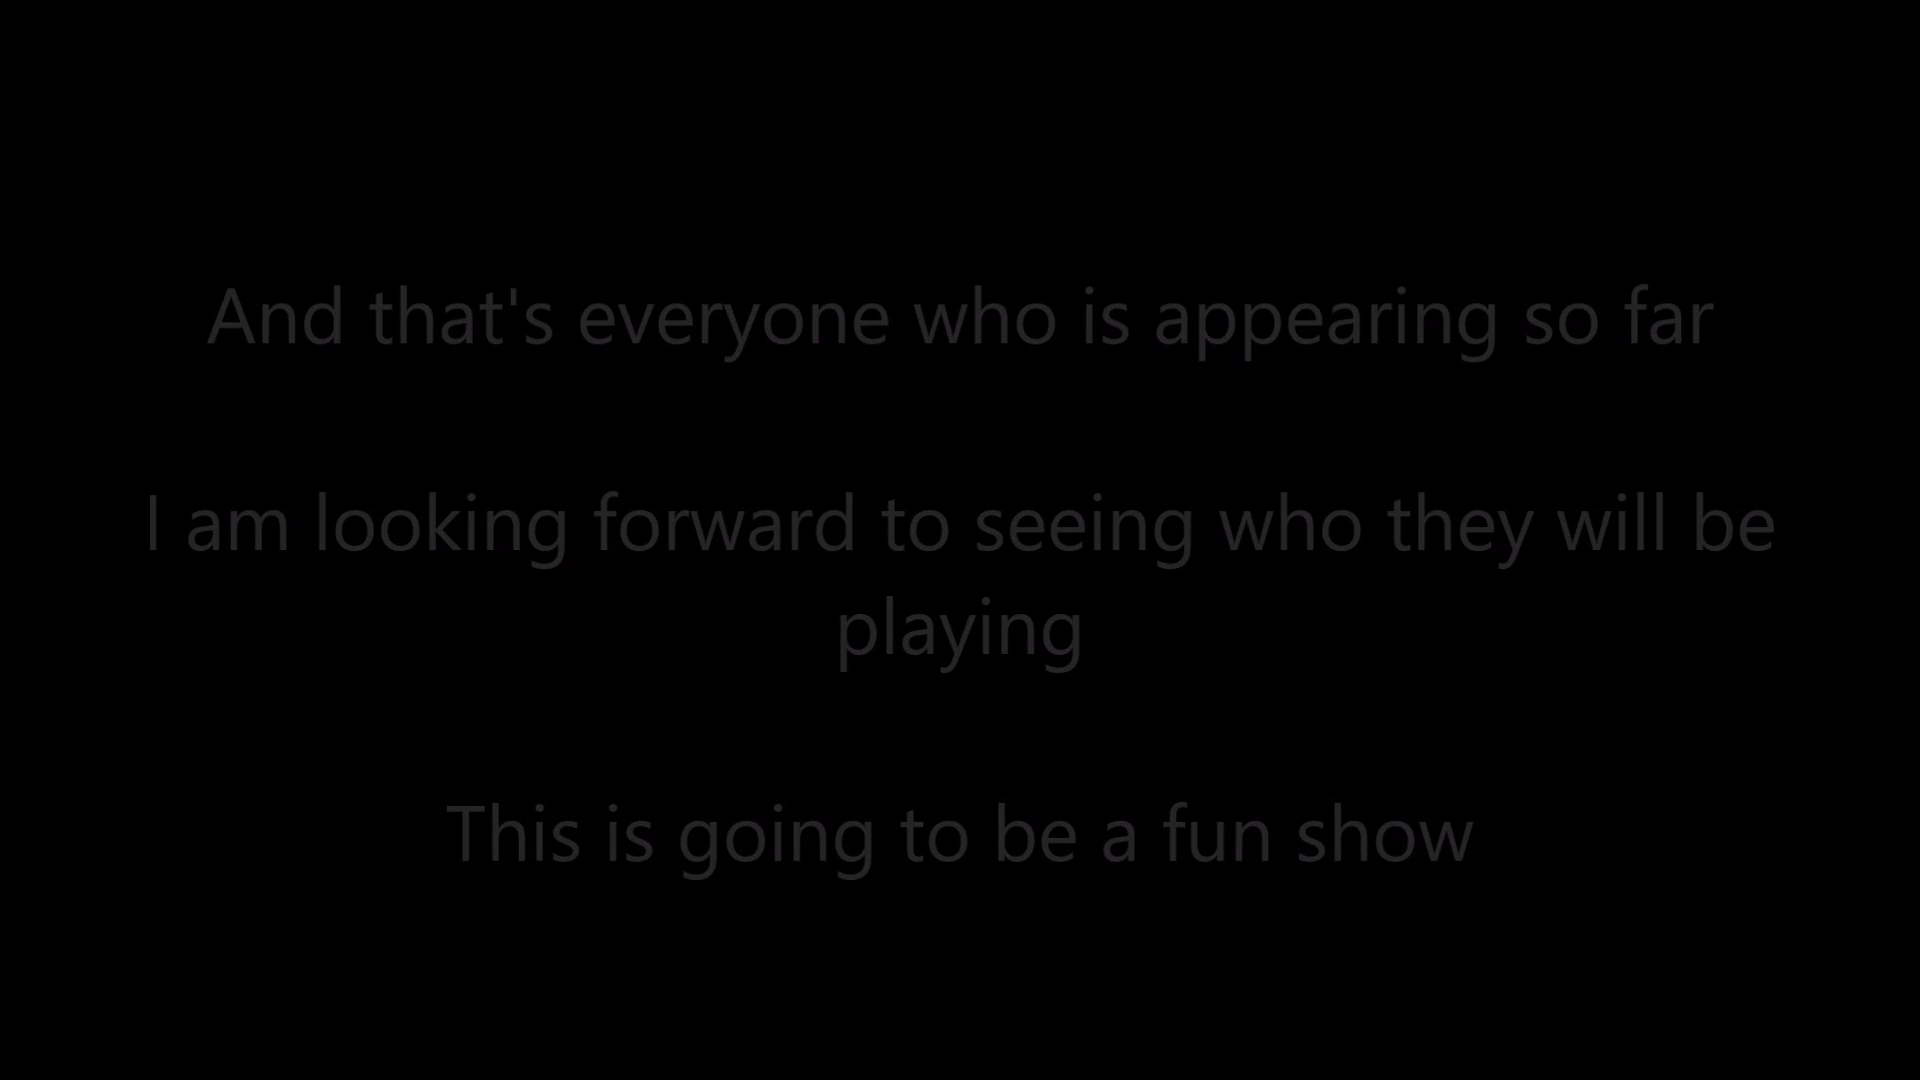 And that's everyone who is appearing so far
I am looking forward to seeing who they will be
playing
This is going to be a fun show